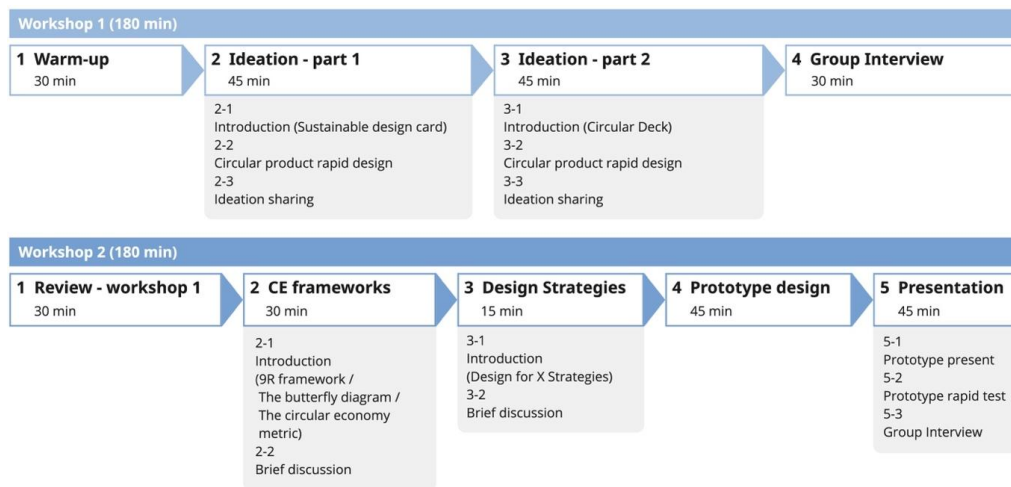 Workshop 1 (180 min)
1 Warm-up
30 min
2 Ideation - part 1
45 min
2-1
Introduction (Sustainable design card)
2-2
Circular product rapid design
2-3
Ideation sharing
3 Ideation - part 2
45 min
3-1
Introduction (Circular Deck)
3-2
Circular product rapid design
3-3
Ideation sharing
4 Group Interview
30 min
Workshop 2 (180 min)
1 Review - workshop 1
30 min
2 CE frameworks
30 min
2-1
Introduction
(9R framework /
The butterfly diagram /
The circular economy
metric)
2-2
Brief discussion
3 Design Strategies
15 min
3-1
Introduction
(Design for X Strategies)
3-2
Brief discussion
4 Prototype design
45 min
5 Presentation
45 min
5-1
Prototype present
5-2
Prototype rapid test
5-3
Group Interview